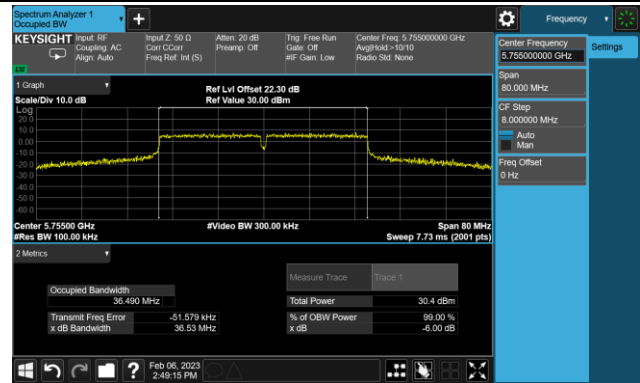 Spectrum Analyzer 1
Occupied BW
+
Frequency
KEYSIGHT
Input: RF
Coupling: AC
Align: Auto
Input Z: 50 Ω
Corr CCorr
Freq Ref: Int (S)
Atten: 20 dB
Preamp: Off
Trig: Free Run
Gate: Off
#IF Gain: Low
Center Freq: 5.755000000 GHz
Avg|Hold:>10/10
Radio Std: None
Center Frequency
5.755000000 GHz
Settings
Span
80.000 MHz
CF Step
8.000000 MHz
Auto
Man
Freq Offset
0 Hz
1 Graph
Scale/Div 10.0 dB
Ref Lvl Offset 22.30 dB
Ref Value 30.00 dBm
Log
20.0
10.0
0.00
-10.0
-20.0
-30.0
-40.0
-50.0
-60.0
Center 5.75500 GHz
#Res BW 100.00 kHz
#Video BW 300.00 kHz
Span 80 MHz
Sweep 7.73 ms (2001 pts)
2 Metrics
Measure Trace
Trace 1
Occupied Bandwidth
36.490 MHz
Total Power
30.4 dBm
Transmit Freq Error
-51.579 kHz
% of OBW Power
99.00 %
x dB Bandwidth
36.53 MHz
x dB
-6.00 dB
?
Feb 06, 2023
2:49:15 PM